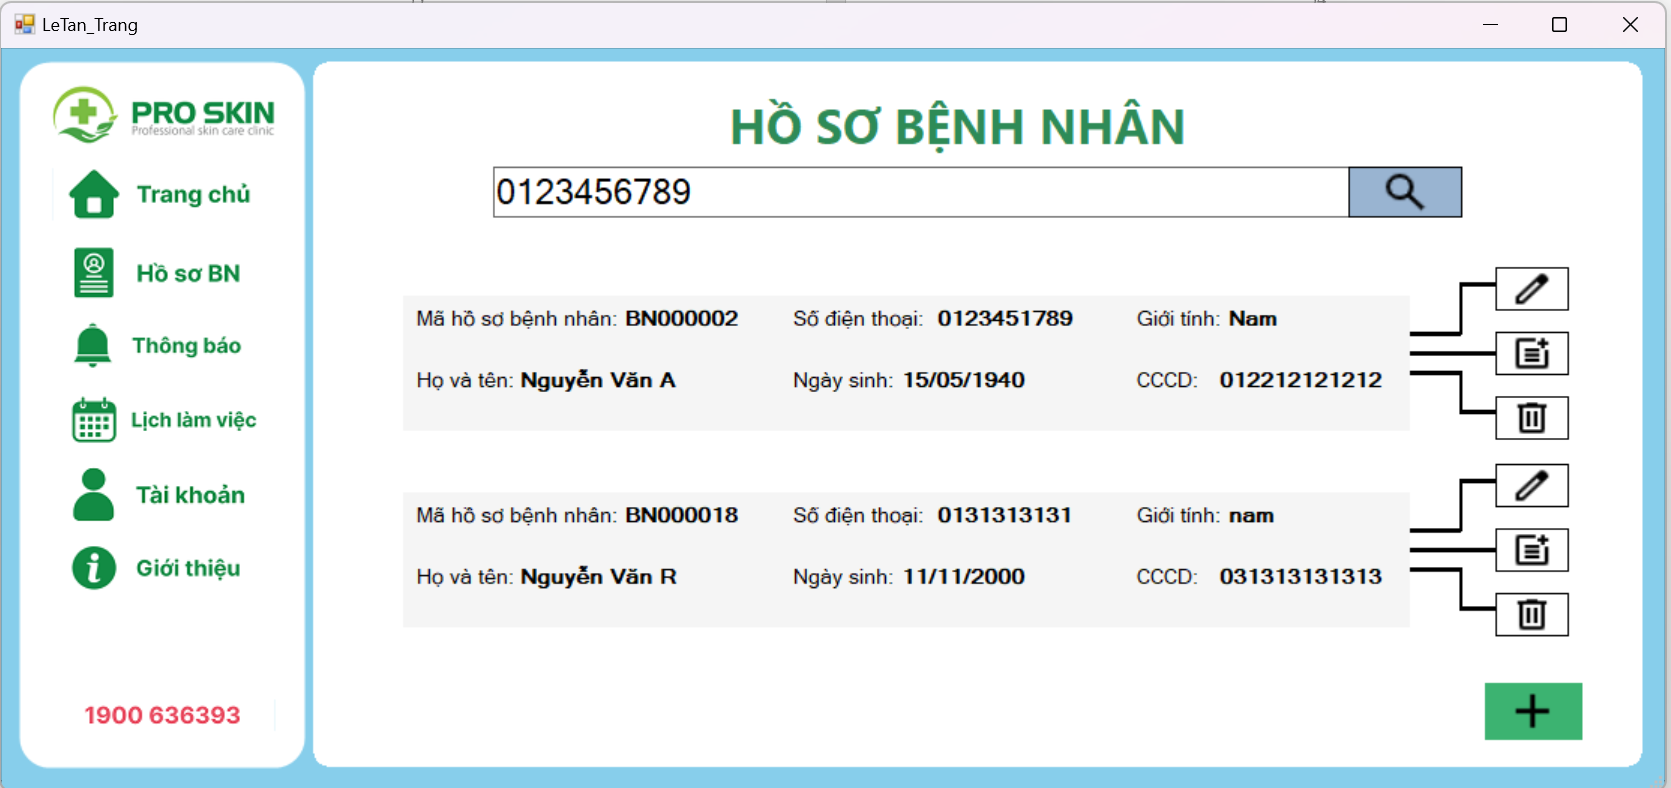 LeTan_Trang
PRO SKIN
Professional skin care clinic
Trang chủ
Hồ sơ BN
Thông báo
Lịch làm việc
Tài khoản
Giới thiệu
1900 636393
HỒ SƠ BỆNH NHÂN
0123456789
Mã hồ sơ bệnh nhân: BN000002 Số điện thoại: 0123451789 Giới tính: Nam
Họ và tên: Nguyễn Văn A Ngày sinh: 15/05/1940 CCCD: 012212121212
Mã hồ sơ bệnh nhân: BN000018 Số điện thoại: 0131313131 Giới tính: nam
Họ và tên: Nguyễn Văn R Ngày sinh: 11/11/2000 CCCD: 031313131313